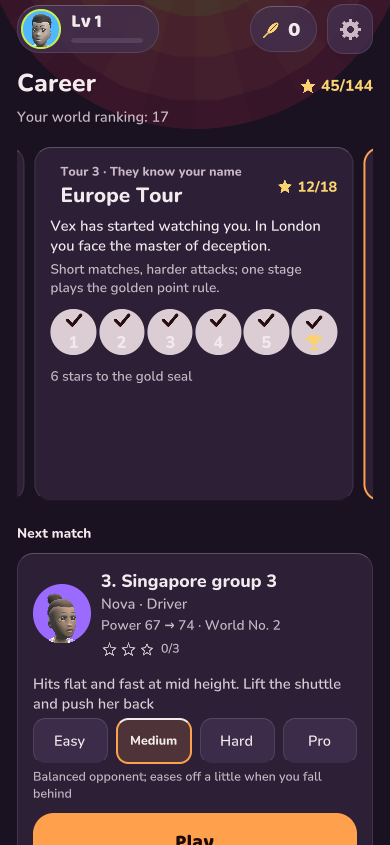 Lv 1
0
Career
45/144
Your world ranking: 17
Tour 3 · They know your name
Europe Tour
12/18
Vex has started watching you. In London
you face the master of deception.
Short matches, harder attacks; one stage
plays the golden point rule.
1 2 3 4 5
6 stars to the gold seal
Next match
3. Singapore group 3
Nova · Driver
Power 67 → 74 · World No. 2
0/3
Hits flat and fast at mid height. Lift the shuttle
and push her back
Easy Medium Hard Pro
Balanced opponent; eases off a little when you fall
behind
Play